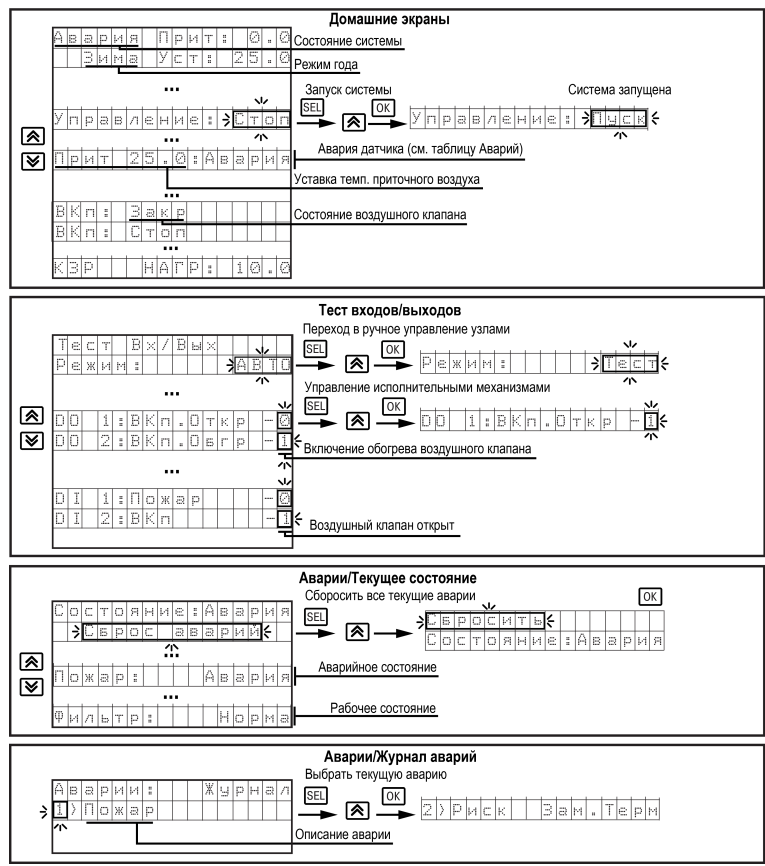 Домашние экраны
Авария Прит: 0.0
Состояние системы
Зима Уст: 25.0
Режим года
...
Запуск системы
Система запущена
SEL
OK
Управление: Стоп
Управление: Пуск
Авария датчика (см. таблицу Аварий)
Прит 25.0:Авария
Уставка темп. приточного воздуха
...
ВКп: Закр
Состояние воздушного клапана
ВКп: Стоп
...
КЗР НАГР: 10.0
Тест входов/выходов
Переход в ручное управление узлами
Тест Вх/Вых
SEL
OK
Режим: АВТО
Режим: Тест
...
Управление исполнительными механизмами
SEL
OK
DO 1:ВКп.Откр -0
DO 1:ВКп.Откр -1
DO 2:ВКп.Обгр -1
Включение обогрева воздушного клапана
...
DI 1:Пожар -0
DI 2:ВКп -1
Воздушный клапан открыт
Аварии/Текущее состояние
Сборосить все текущие аварии
OK
Состояние:Авария
SEL
Сбросить
Сброс аварий
Состояние:Авария
...
Аварийное состояние
Пожар: Авария
...
Рабочее состояние
Фильтр: Норма
Аварии/Журнал аварий
Выбрать текущую аварию
Аварии: Журнал
SEL
OK
1)Пожар
2)Риск Зам.Терм
Описание аварии